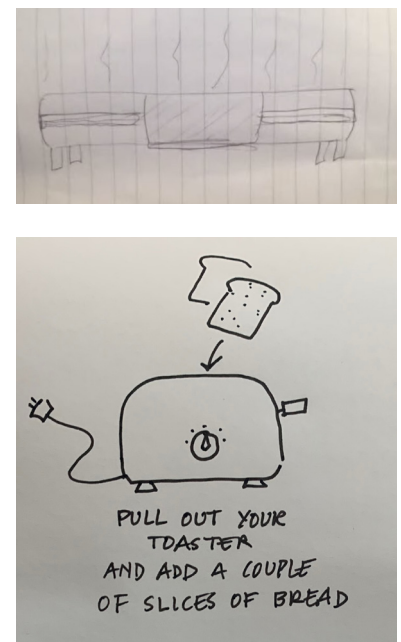 PULL OUT YOUR
TOASTER
AND ADD A COUPLE
OF SLICES OF BREAD